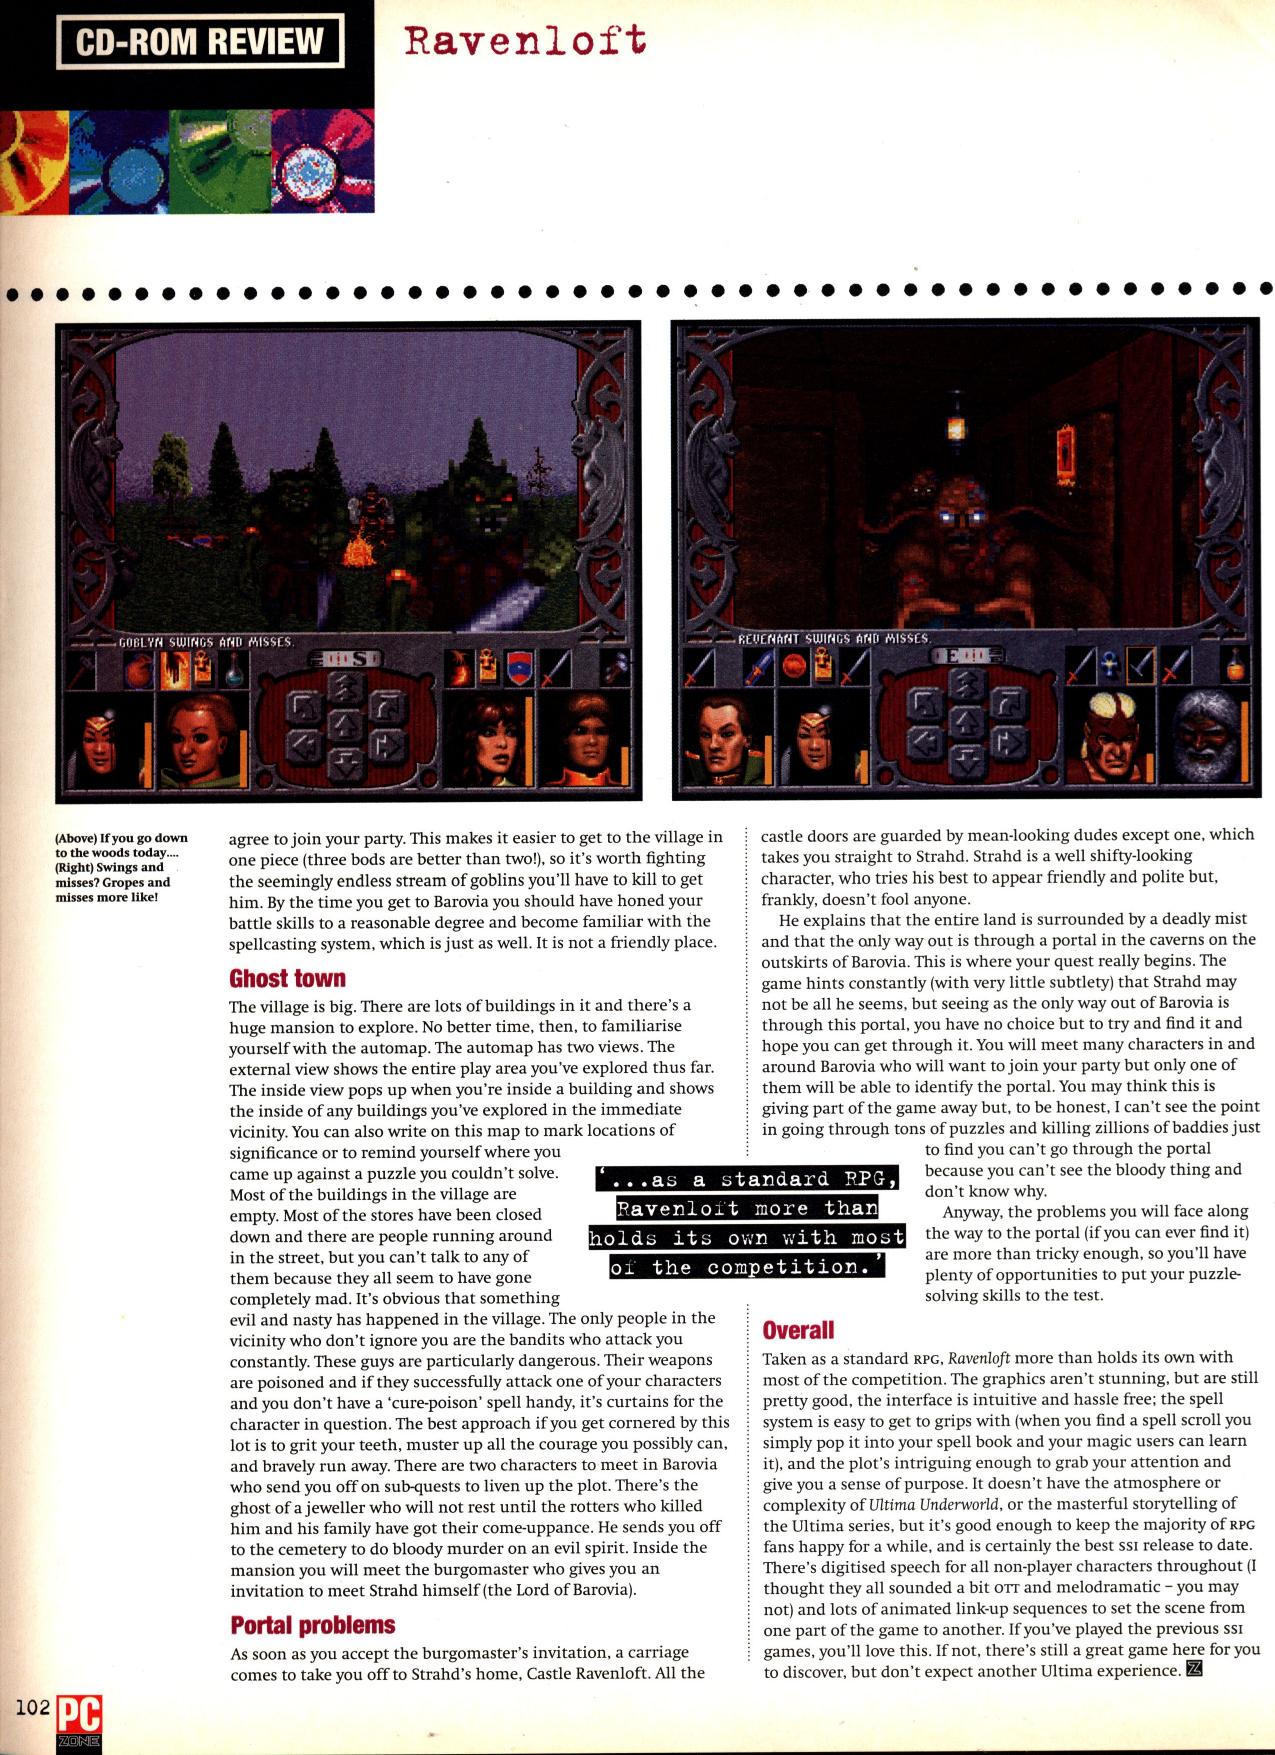 CD-ROM REVIEW
Ravenloft
GOBLYN SWINGS AND MISSES.
S
REVENANT SWINGS AND MISSES.
E
(Above) If you go down
to the woods today....
(Right) Swings and
misses? Gropes and
misses more like!
agree to join your party. This makes it easier to get to the village in
one piece (three bods are better than two!), so it's worth fighting
the seemingly endless stream of goblins you'll have to kill to get
him. By the time you get to Barovia you should have honed your
battle skills to a reasonable degree and become familiar with the
spellcasting system, which is just as well. It is not a friendly place.
Ghost town
The village is big. There are lots of buildings in it and there's a
huge mansion to explore. No better time, then, to familiarise
yourself with the automap. The automap has two views. The
external view shows the entire play area you've explored thus far.
The inside view pops up when you're inside a building and shows
the inside of any buildings you've explored in the immediate
vicinity. You can also write on this map to mark locations of
significance or to remind yourself where you
came up against a puzzle you couldn't solve.
Most of the buildings in the village are
empty. Most of the stores have been closed
down and there are people running around
in the street, but you can't talk to any of
them because they all seem to have gone
completely mad. It's obvious that something
evil and nasty has happened in the village. The only people in the
vicinity who don't ignore you are the bandits who attack you
constantly. These guys are particularly dangerous. Their weapons
are poisoned and if they successfully attack one of your characters
and you don't have a 'cure-poison' spell handy, it's curtains for the
character in question. The best approach if you get cornered by this
lot is to grit your teeth, muster up all the courage you possibly can,
and bravely run away. There are two characters to meet in Barovia
who send you off on sub-quests to liven up the plot. There's the
ghost of a jeweller who will not rest until the rotters who killed
him and his family have got their come-uppance. He sends you off
to the cemetery to do bloody murder on an evil spirit. Inside the
mansion you will meet the burgomaster who gives you an
invitation to meet Strahd himself (the Lord of Barovia).
Portal problems
As soon as you accept the burgomaster's invitation, a carriage
comes to take you off to Strahd's home, Castle Ravenloft. All the
'...as a standard RPG,
Ravenloft more than
holds its own with most
of the competition.'
castle doors are guarded by mean-looking dudes except one, which
takes you straight to Strahd. Strahd is a well shifty-looking
character, who tries his best to appear friendly and polite but,
frankly, doesn't fool anyone.
He explains that the entire land is surrounded by a deadly mist
and that the only way out is through a portal in the caverns on the
outskirts of Barovia. This is where your quest really begins. The
game hints constantly (with very little subtlety) that Strahd may
not be all he seems, but seeing as the only way out of Barovia is
through this portal, you have no choice but to try and find it and
hope you can get through it. You will meet many characters in and
around Barovia who will want to join your party but only one of
them will be able to identify the portal. You may think this is
giving part of the game away but, to be honest, I can't see the point
in going through tons of puzzles and killing zillions of baddies just
to find you can't go through the portal
because you can't see the bloody thing and
don't know why.
Anyway, the problems you will face along
the way to the portal (if you can ever find it)
are more than tricky enough, so you'll have
plenty of opportunities to put your puzzle-
solving skills to the test.
Overall
Taken as a standard RPG, Ravenloft more than holds its own with
most of the competition. The graphics aren't stunning, but are still
pretty good, the interface is intuitive and hassle free; the spell
system is easy to get to grips with (when you find a spell scroll you
simply pop it into your spell book and your magic users can learn
it), and the plot's intriguing enough to grab your attention and
give you a sense of purpose. It doesn't have the atmosphere or
complexity of Ultima Underworld, or the masterful storytelling of
the Ultima series, but it's good enough to keep the majority of RPG
fans happy for a while, and is certainly the best SSI release to date.
There's digitised speech for all non-player characters throughout (I
thought they all sounded a bit OTT and melodramatic – you may
not) and lots of animated link-up sequences to set the scene from
one part of the game to another. If you've played the previous SSI
games, you'll love this. If not, there's still a great game here for you
to discover, but don't expect another Ultima experience. Z
102
PC
ZONE